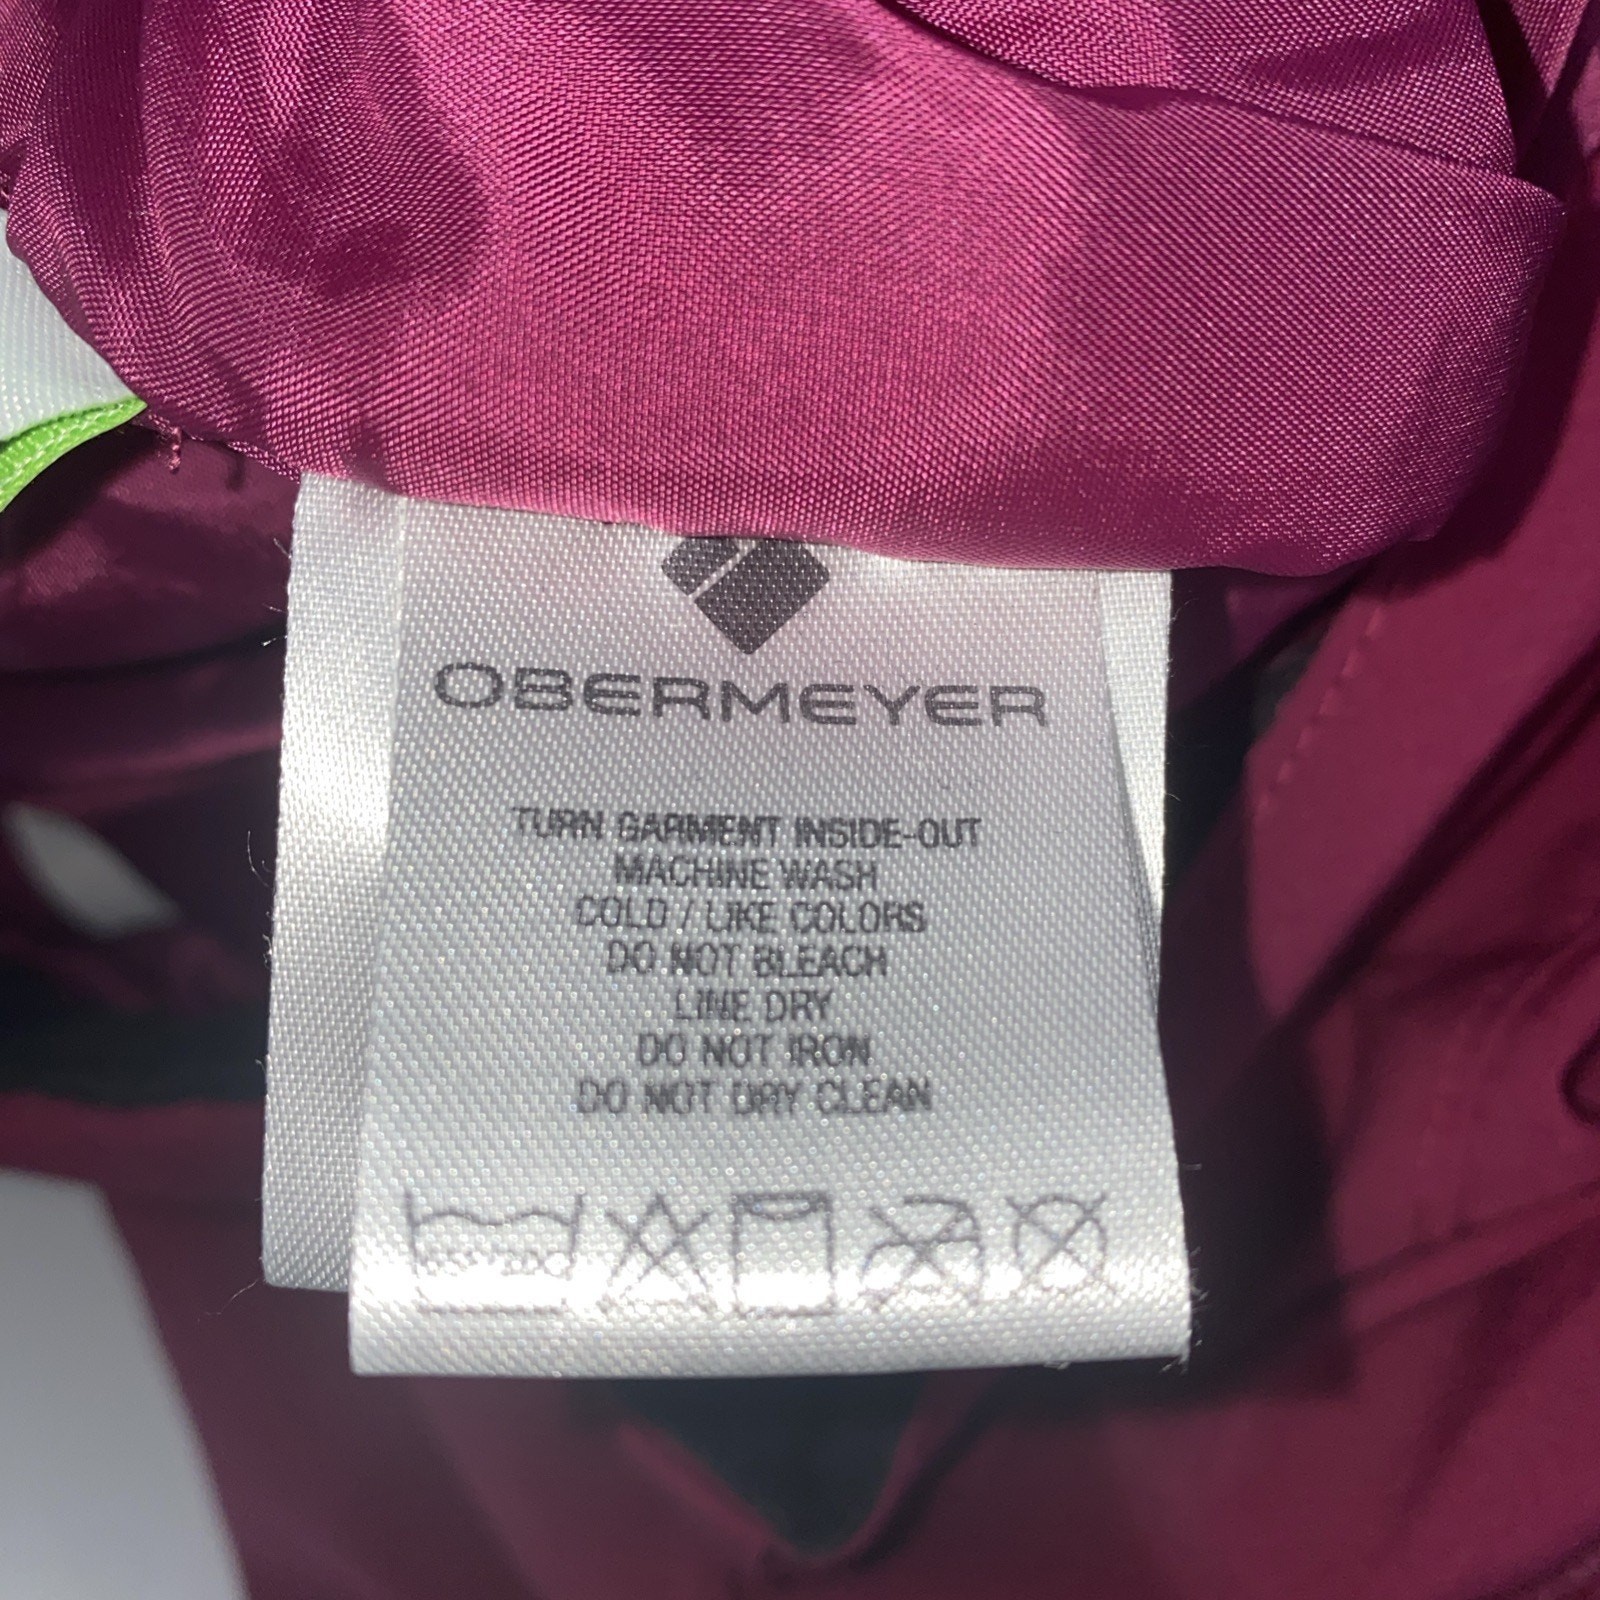 OBERMEYER
TURN GARMENT INSIDE-OUT
MACHINE WASH
COLD / LIKE COLORS
DO NOT BLEACH
LINE DRY
DO NOT IRON
DO NOT DRY CLEAN